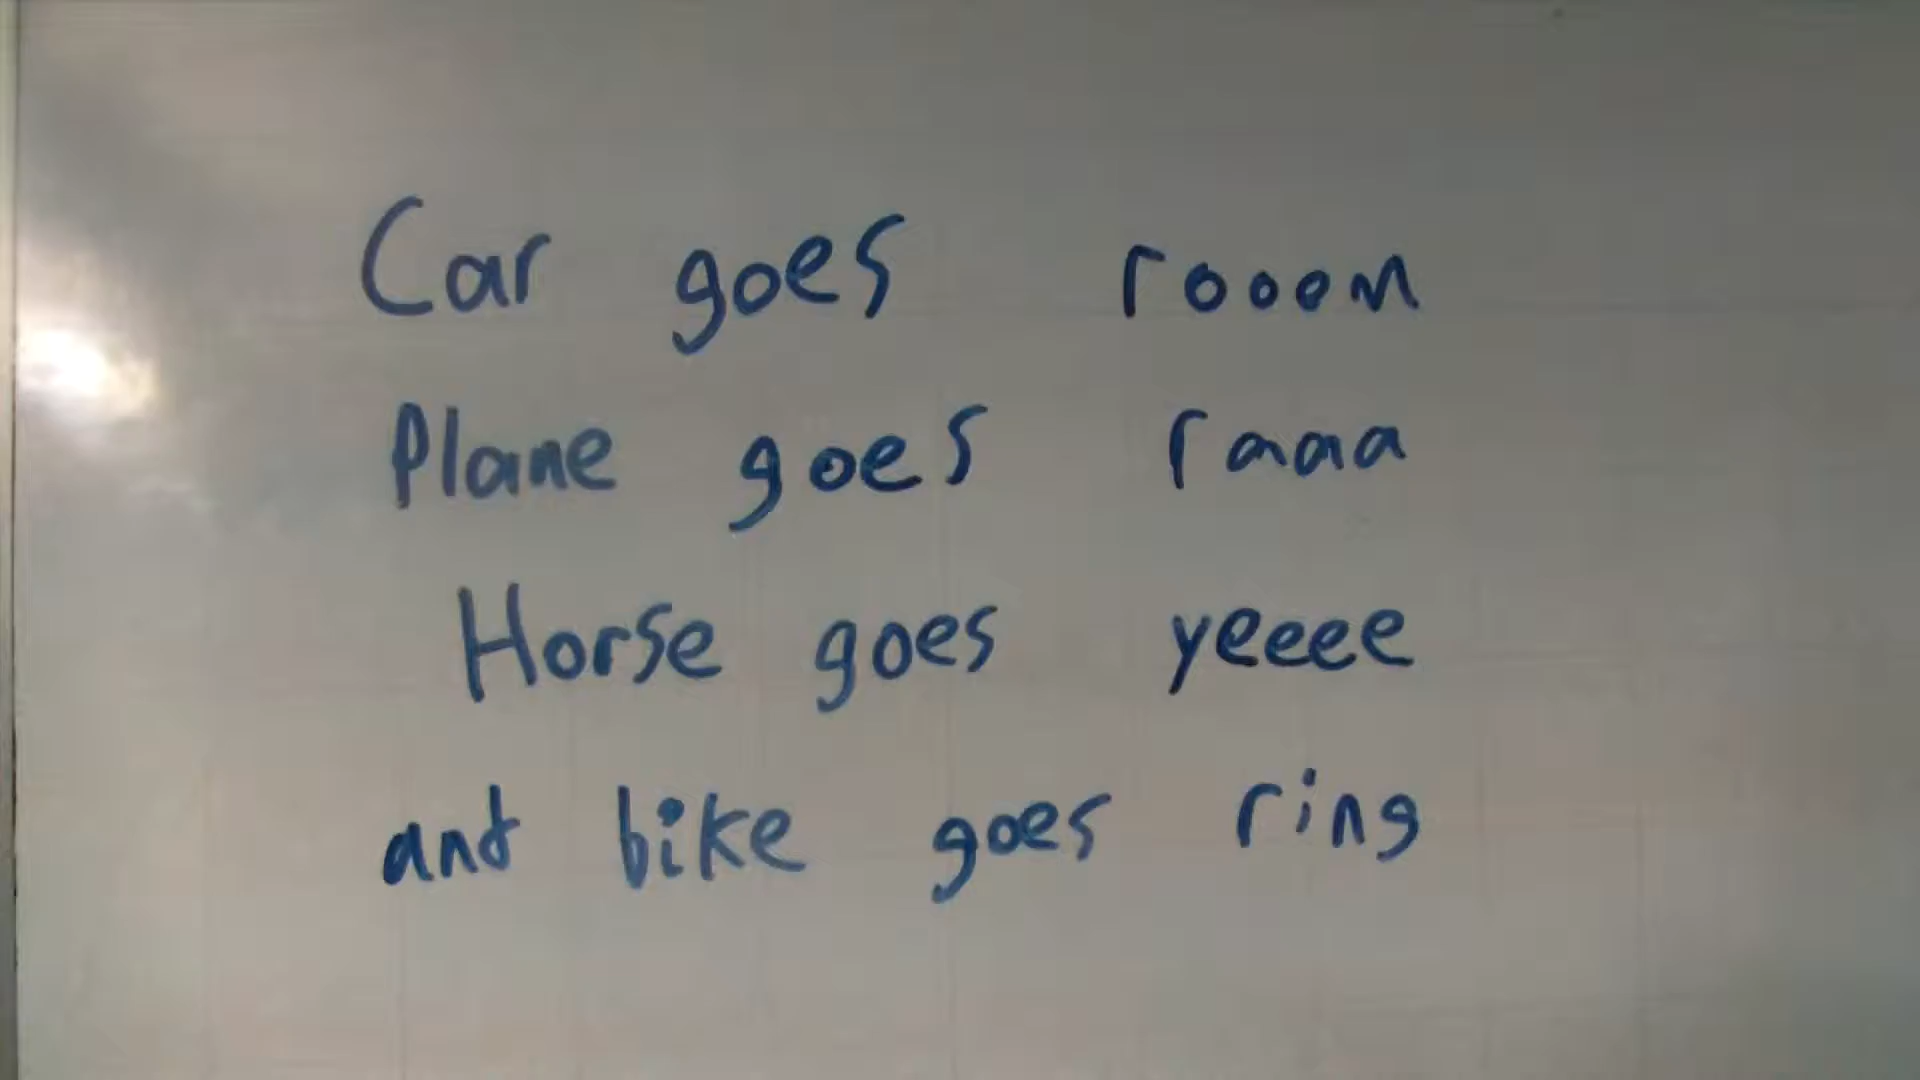 Car goes rooom
Plane goes raaa
Horse goes yeeee
and bike goes ring